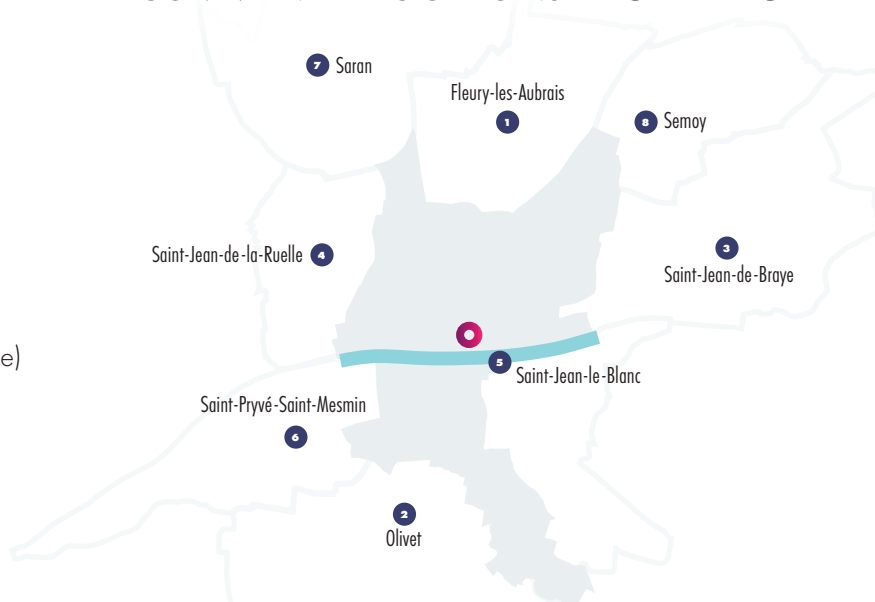 7 Saran
Fleury-les-Aubrais
1
8 Semoy
Saint-Jean-de-la-Ruelle 4
3
Saint-Jean-de-Braye
e)
5
Saint-Jean-le-Blanc
Saint-Pryvé-Saint-Mesmin
6
2
Olivet